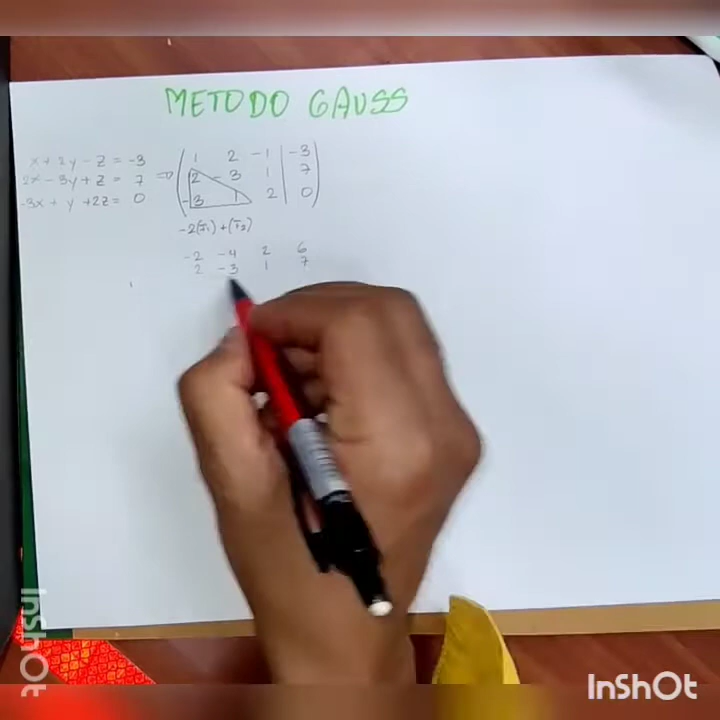 METODO GAUSS
x + 2y - z = -3
2x - 3y + z = 7
-3x + y + 2z = 0
⇒
1 2 -1 | -3
2 -3 1 | 7
-3 1 2 | 0
-2(F1) + (F2)
-2 -4 2 6
2 -3 1 7
InShOt
InShOt